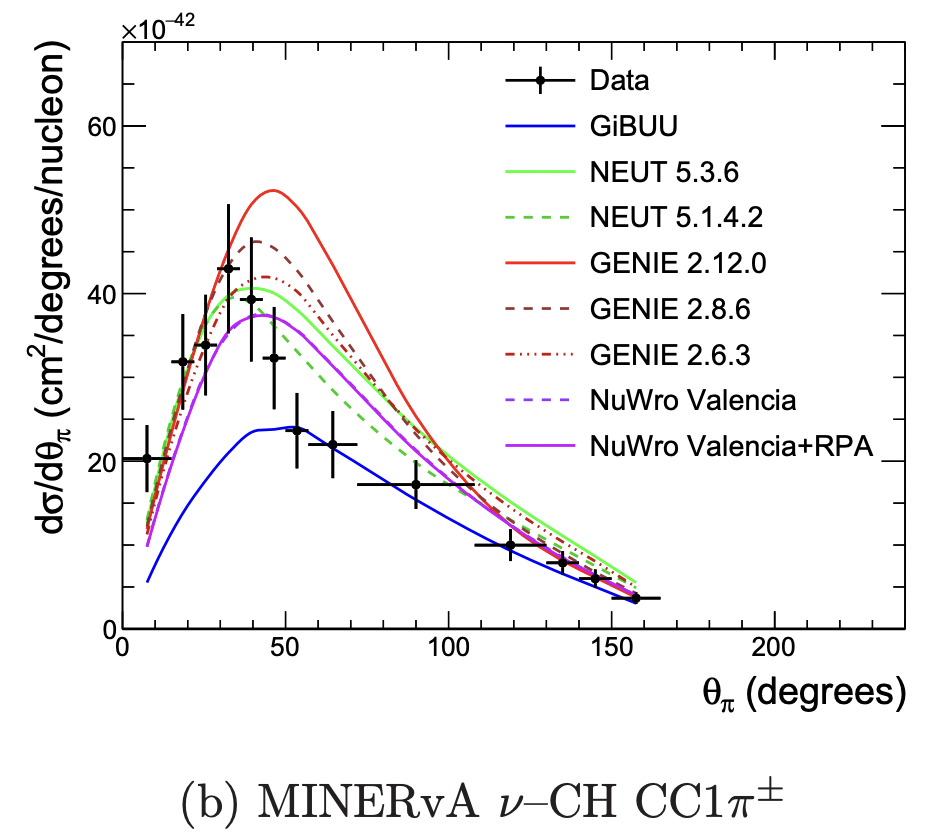 ×10⁻⁴²
dσ/dθπ (cm²/degrees/nucleon)
60
40
20
0
0 50 100 150 200
θπ (degrees)
Data
GiBUU
NEUT 5.3.6
NEUT 5.1.4.2
GENIE 2.12.0
GENIE 2.8.6
GENIE 2.6.3
NuWro Valencia
NuWro Valencia+RPA
(b) MINERvA ν–CH CC1π±